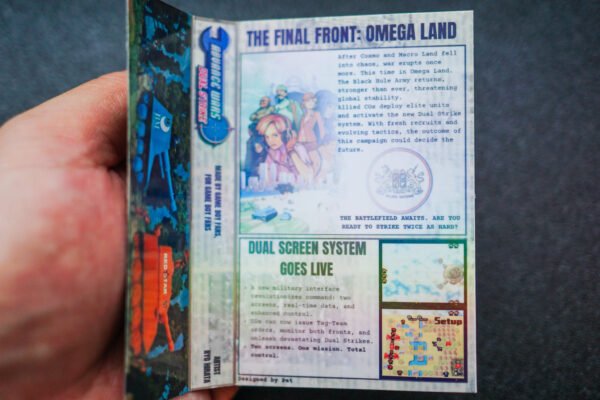 THE FINAL FRONT: OMEGA LAND
After Cosmo and Macro Land fell
into chaos, war erupts once
more. This time in Omega Land.
The Black Hole Army returns,
stronger than ever, threatening
global stability.
Allied COs deploy elite units
and activate the new Dual Strike
system. With fresh recruits and
evolving tactics, the outcome of
this campaign could decide the
future.
THE BATTLEFIELD AWAITS. ARE YOU
READY TO STRIKE TWICE AS HARD?
DUAL SCREEN SYSTEM
GOES LIVE
- A new military interface
revolutionizes command: two
screens, real-time data, and
enhanced control.
- COs can now issue Tag-Team
orders, monitor both fronts, and
unleash devastating Dual Strikes.
Two screens. One mission. Total
control.
Designed by Pat
Setup
ADVANCE WARS
DUAL STRIKE
MADE BY GAME DOT FANS,
FOR GAME DOT FANS.
ARTIST
RYO HIRATA
RED STAR